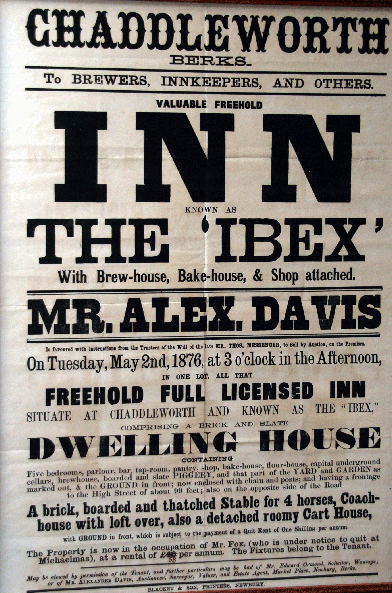 CHADDLEWORTH
BERKS.
To BREWERS, INNKEEPERS, AND OTHERS.
VALUABLE FREEHOLD
INN
KNOWN AS
THE 'IBEX'
With Brew-house, Bake-house, & Shop attached.
MR. ALEX. DAVIS
Is favoured with instructions from the Trustees of the Will of the late MR. THOS. MESSENGER, to Sell by Auction, on the Premises,
On Tuesday, May 2nd, 1876, at 3 o'clock in the Afternoon,
IN ONE LOT, ALL THAT
FREEHOLD FULL LICENSED INN
SITUATE AT CHADDLEWORTH AND KNOWN AS THE "IBEX."
COMPRISING A BRICK AND SLATE
DWELLING HOUSE
CONTAINING
Five bedrooms, parlour, bar, tap-room, pantry, shop, bake-house, flour-house, capital underground
cellars, brewhouse, boarded and slate PIGGERY, and that part of the YARD and GARDEN as
marked out, & the GROUND in front; now enclosed with chain and posts; and having a frontage
to the High Street of about 90 feet; also on the opposite side of the Road
A brick, boarded and thatched Stable for 4 horses, Coach-
house with loft over, also a detached roomy Cart House,
with GROUND in front, which is subject to the payment of a Quit Rent of One Shilling per annum.
The Property is now in the occupation of Mr. Fox, (who is under notice to quit at
Michaelmas), at a rental of per annum. The Fixtures belong to the Tenant.
May be viewed by permission of the Tenant, and further particulars may be had of Mr. Edward Ormond, Solicitor, Wantage,
or of MR. ALEXANDER DAVIS, Auctioneer, Surveyor, Valuer, and Estate Agent, Market Place, Newbury, Berks.
BLACKET & SON, PRINTERS, NEWBURY.